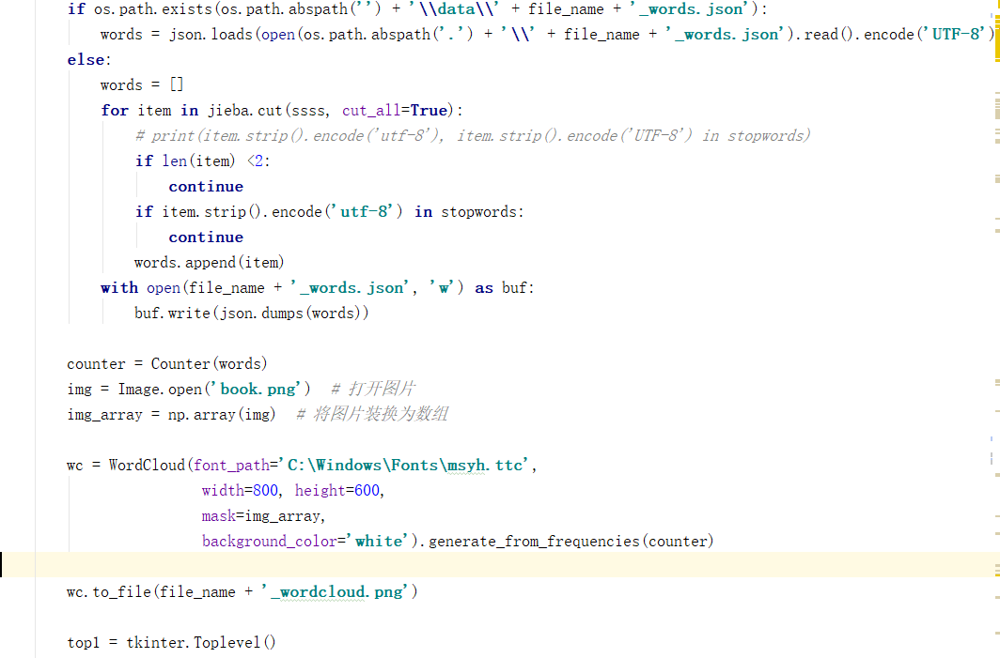 if os.path.exists(os.path.abspath('') + '\\data\\' + file_name + '_words.json'):
words = json.loads(open(os.path.abspath('.') + '\\' + file_name + '_words.json').read().encode('UTF-8')
else:
words = []
for item in jieba.cut(ssss, cut_all=True):
# print(item.strip().encode('utf-8'), item.strip().encode('UTF-8') in stopwords)
if len(item) <2:
continue
if item.strip().encode('utf-8') in stopwords:
continue
words.append(item)
with open(file_name + '_words.json', 'w') as buf:
buf.write(json.dumps(words))
counter = Counter(words)
img = Image.open('book.png')  # 打开图片
img_array = np.array(img)  # 将图片装换为数组
wc = WordCloud(font_path='C:\Windows\Fonts\msyh.ttc',
width=800, height=600,
mask=img_array,
background_color='white').generate_from_frequencies(counter)
wc.to_file(file_name + '_wordcloud.png')
top1 = tkinter.Toplevel()